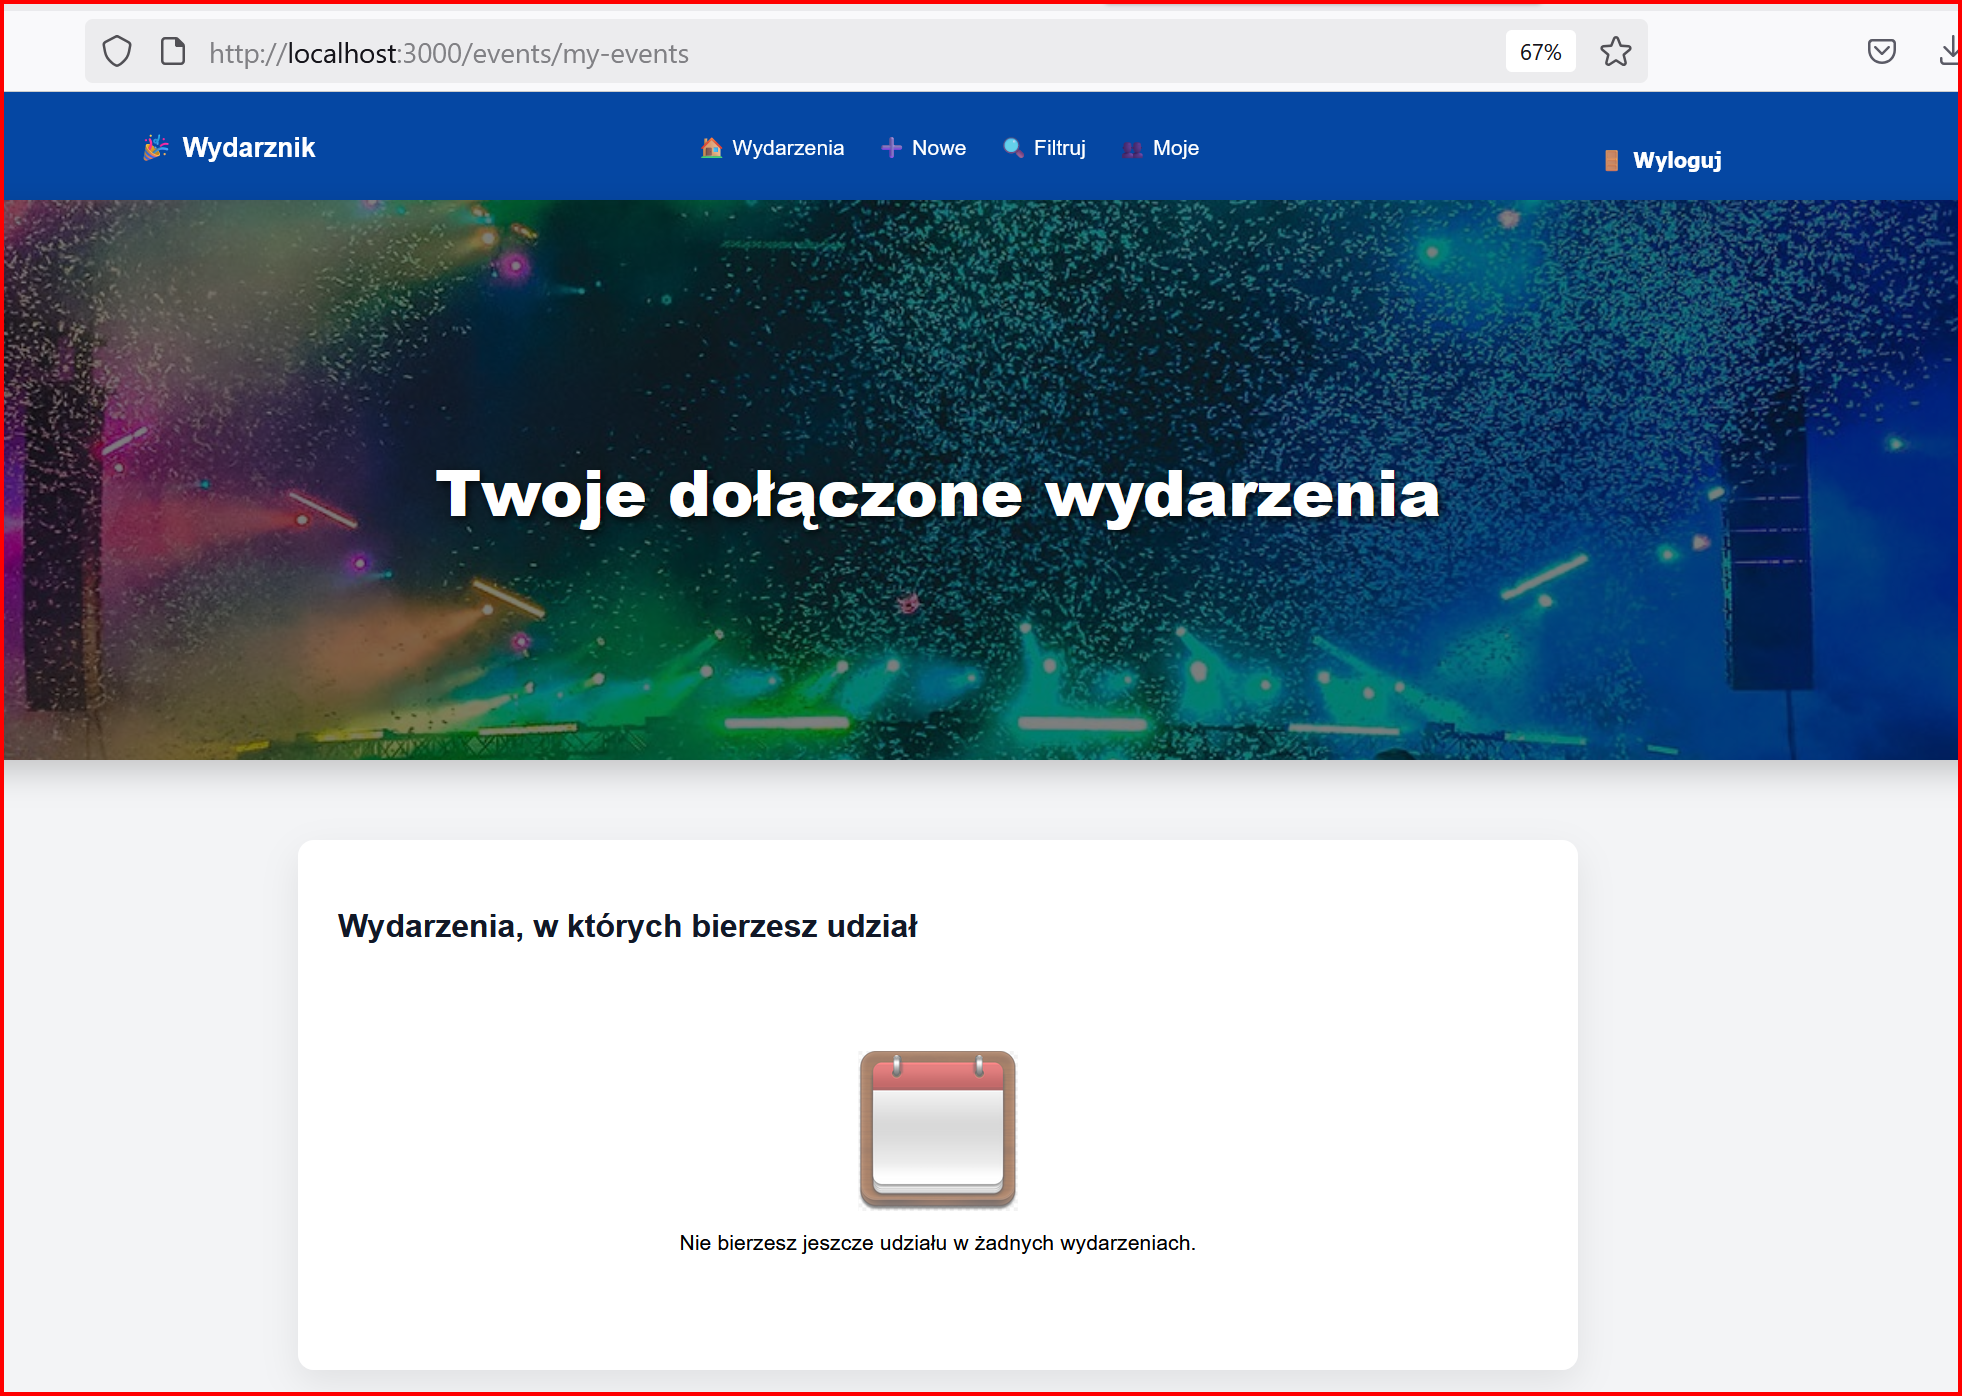 http://localhost:3000/events/my-events
67%
Wydarznik
Wydarzenia
Nowe
Filtruj
Moje
Wyloguj
Twoje dołączone wydarzenia
Wydarzenia, w których bierzesz udział
Nie bierzesz jeszcze udziału w żadnych wydarzeniach.